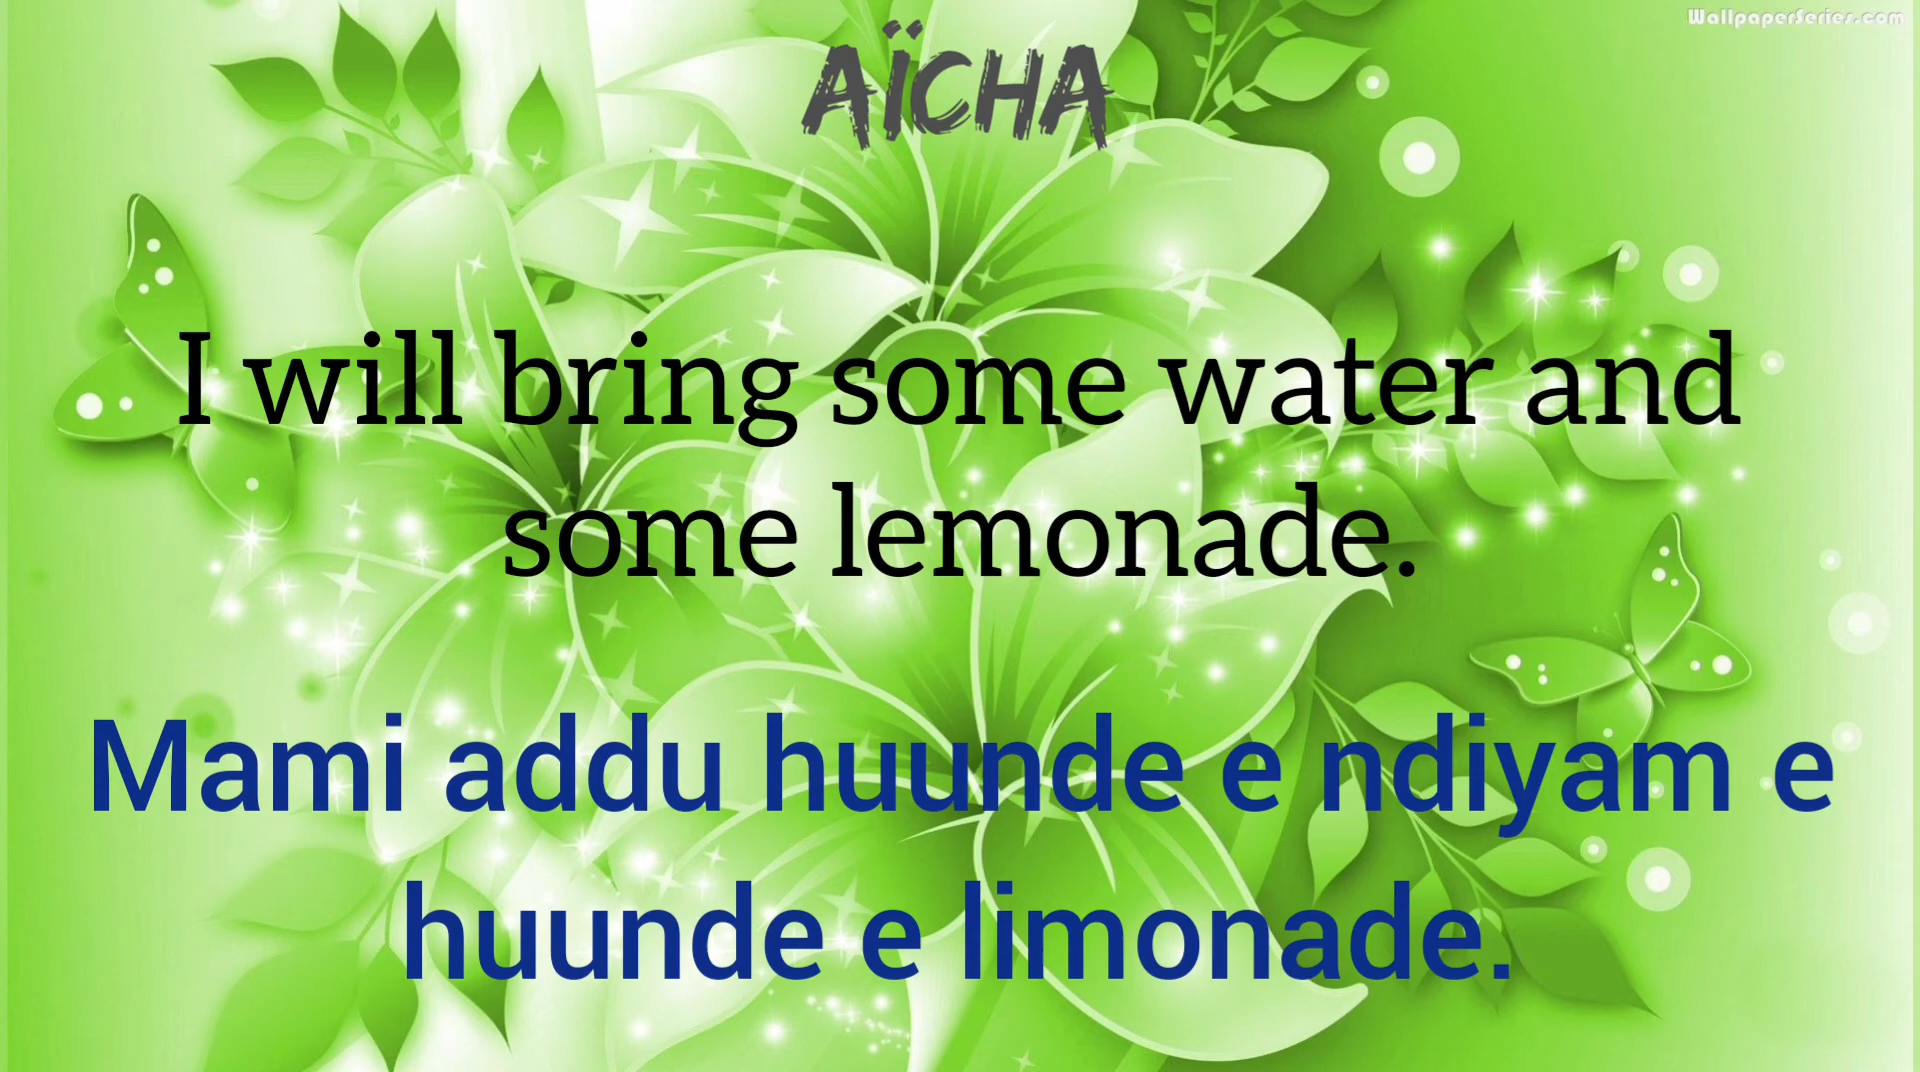 WallpaperSeries.com
AÏCHA
I will bring some water and
some lemonade.
Mami addu huunde e ndiyam e
huunde e limonade.